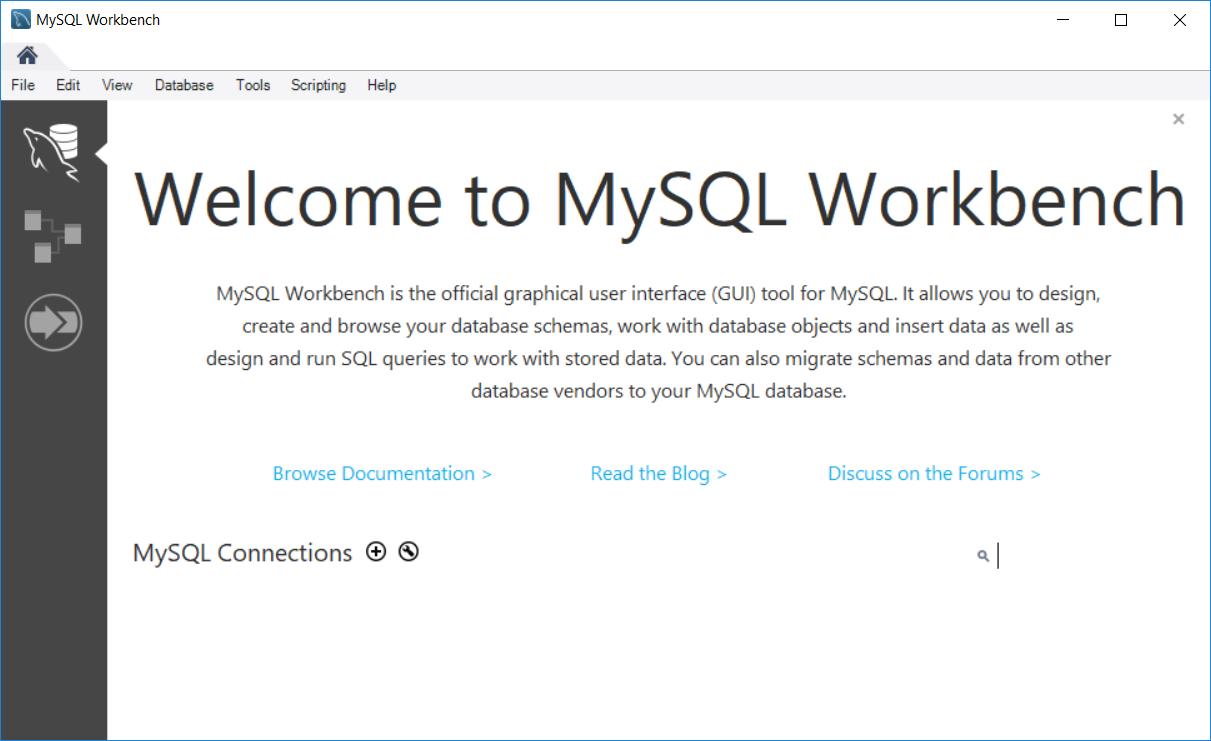 MySQL Workbench
File Edit View Database Tools Scripting Help
Welcome to MySQL Workbench
MySQL Workbench is the official graphical user interface (GUI) tool for MySQL. It allows you to design,
create and browse your database schemas, work with database objects and insert data as well as
design and run SQL queries to work with stored data. You can also migrate schemas and data from other
database vendors to your MySQL database.
Browse Documentation > Read the Blog > Discuss on the Forums >
MySQL Connections